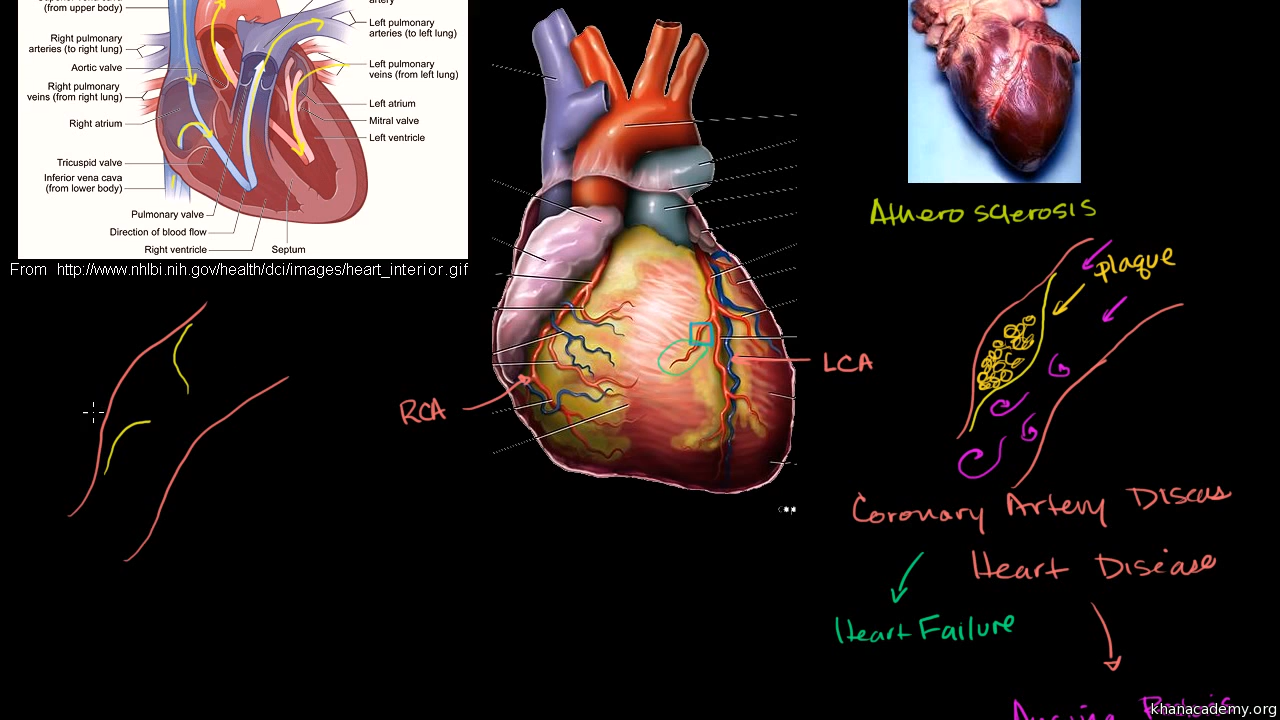 (from upper body)
Right pulmonary
arteries (to right lung)
Aortic valve
Right pulmonary
veins (from right lung)
Right atrium
Tricuspid valve
Inferior vena cava
(from lower body)
Pulmonary valve
Direction of blood flow
Right ventricle
Septum
artery
Left pulmonary
arteries (to left lung)
Left pulmonary
veins (from left lung)
Left atrium
Mitral valve
Left ventricle
From http://www.nhlbi.nih.gov/health/dci/images/heart_interior.gif
RCA
LCA
Atherosclerosis
plaque
Coronary Artery Diseas
Heart Disease
Heart Failure
khanacademy.org